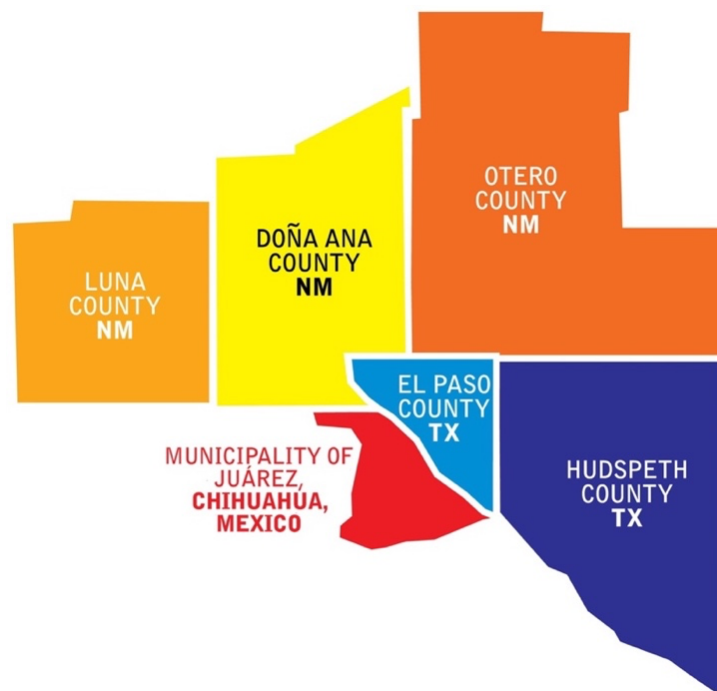 OTERO
COUNTY
NM
DOÑA ANA
COUNTY
NM
LUNA
COUNTY
NM
EL PASO
COUNTY
TX
MUNICIPALITY OF
JUÁREZ,
CHIHUAHUA,
MEXICO
HUDSPETH
COUNTY
TX